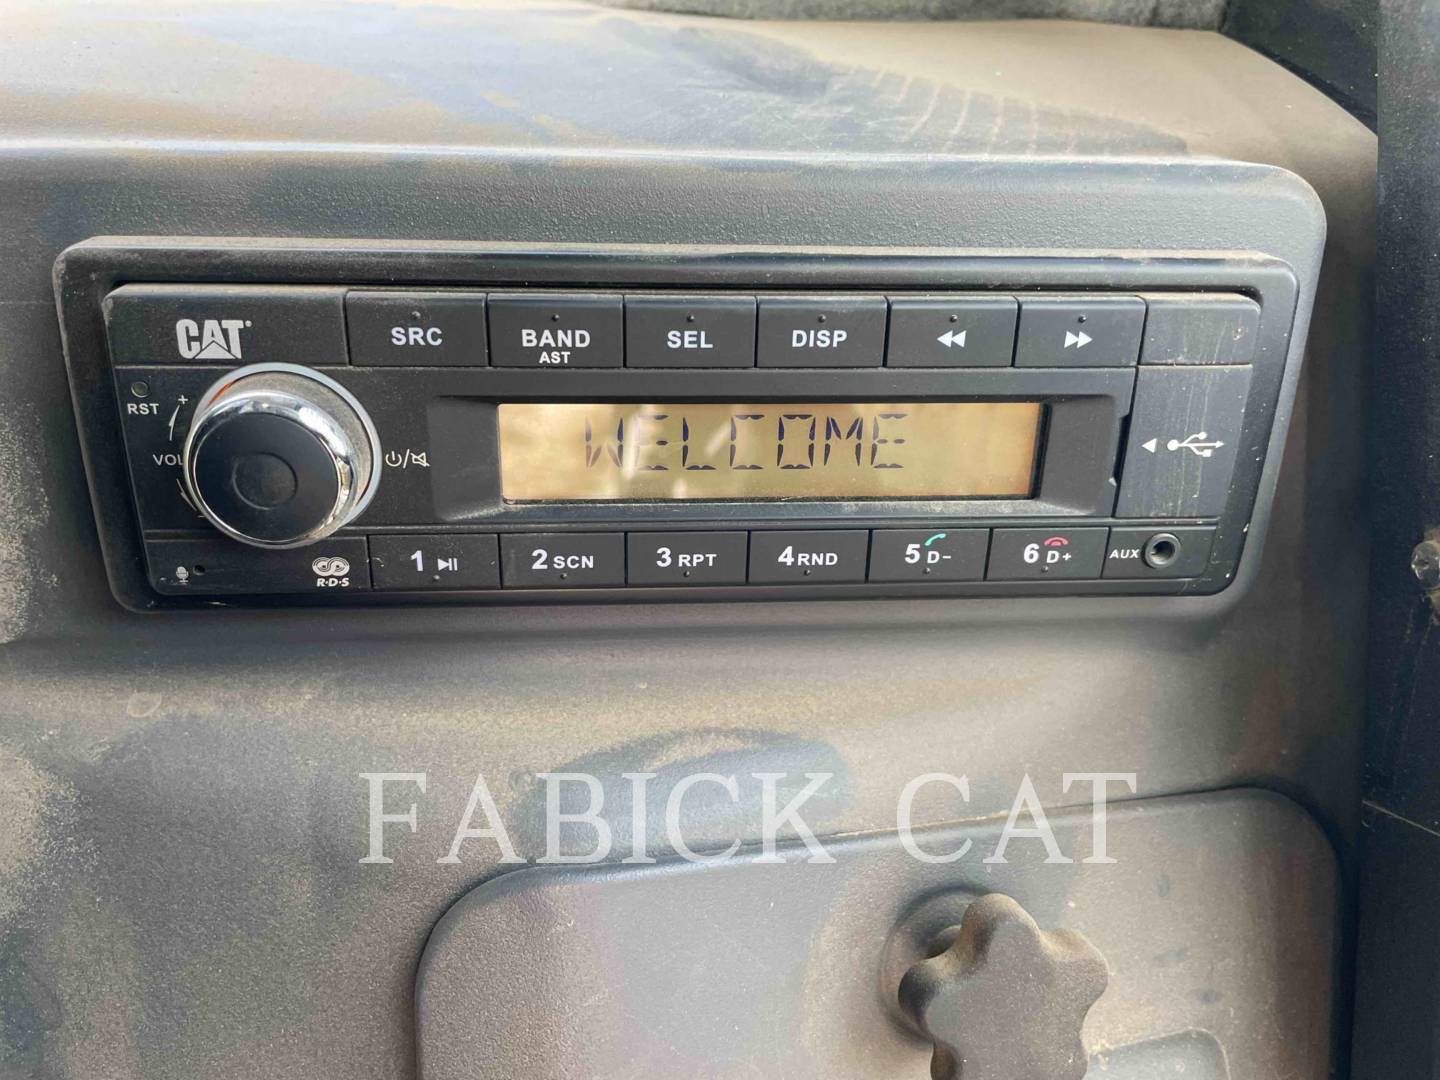 CAT®
SRC BAND SEL DISP
AST
RST
+
VOL
WELCOME
R·D·S
1 2 SCN 3 RPT 4 RND 5 D- 6 D+ AUX
FABICK CAT